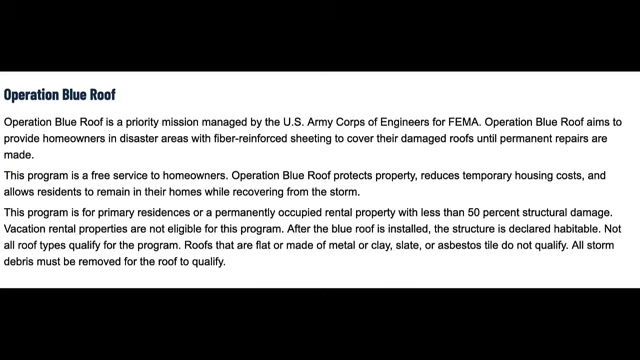 Operation Blue Roof
Operation Blue Roof is a priority mission managed by the U.S. Army Corps of Engineers for FEMA. Operation Blue Roof aims to
provide homeowners in disaster areas with fiber-reinforced sheeting to cover their damaged roofs until permanent repairs are
made.
This program is a free service to homeowners. Operation Blue Roof protects property, reduces temporary housing costs, and
allows residents to remain in their homes while recovering from the storm.
This program is for primary residences or a permanently occupied rental property with less than 50 percent structural damage.
Vacation rental properties are not eligible for this program. After the blue roof is installed, the structure is declared habitable. Not
all roof types qualify for the program. Roofs that are flat or made of metal or clay, slate, or asbestos tile do not qualify. All storm
debris must be removed for the roof to qualify.